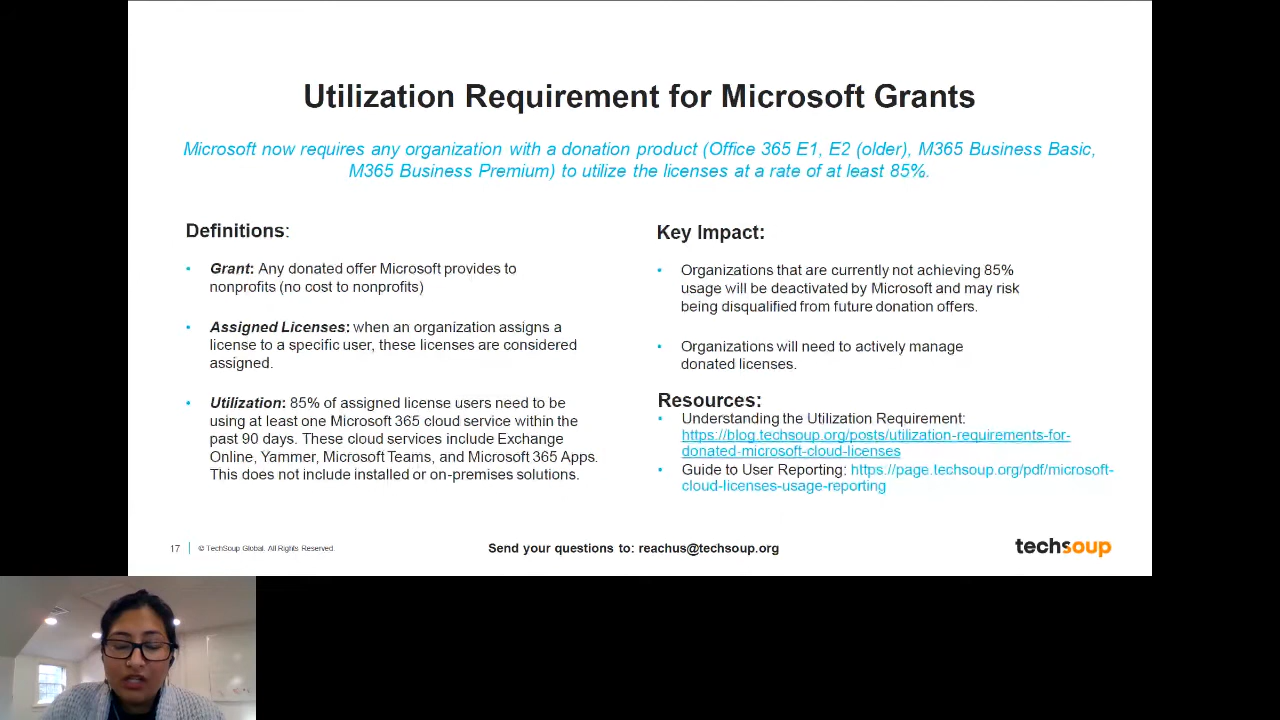 Utilization Requirement for Microsoft Grants
Microsoft now requires any organization with a donation product (Office 365 E1, E2 (older), M365 Business Basic,
M365 Business Premium) to utilize the licenses at a rate of at least 85%.
Definitions:
• Grant: Any donated offer Microsoft provides to
nonprofits (no cost to nonprofits)
• Assigned Licenses: when an organization assigns a
license to a specific user, these licenses are considered
assigned.
• Utilization: 85% of assigned license users need to be
using at least one Microsoft 365 cloud service within the
past 90 days. These cloud services include Exchange
Online, Yammer, Microsoft Teams, and Microsoft 365 Apps.
This does not include installed or on-premises solutions.
Key Impact:
• Organizations that are currently not achieving 85%
usage will be deactivated by Microsoft and may risk
being disqualified from future donation offers.
• Organizations will need to actively manage
donated licenses.
Resources:
• Understanding the Utilization Requirement:
https://blog.techsoup.org/posts/utilization-requirements-for-
donated-microsoft-cloud-licenses
• Guide to User Reporting: https://page.techsoup.org/pdf/microsoft-
cloud-licenses-usage-reporting
17 | © TechSoup Global. All Rights Reserved.
Send your questions to: reachus@techsoup.org
techsoup